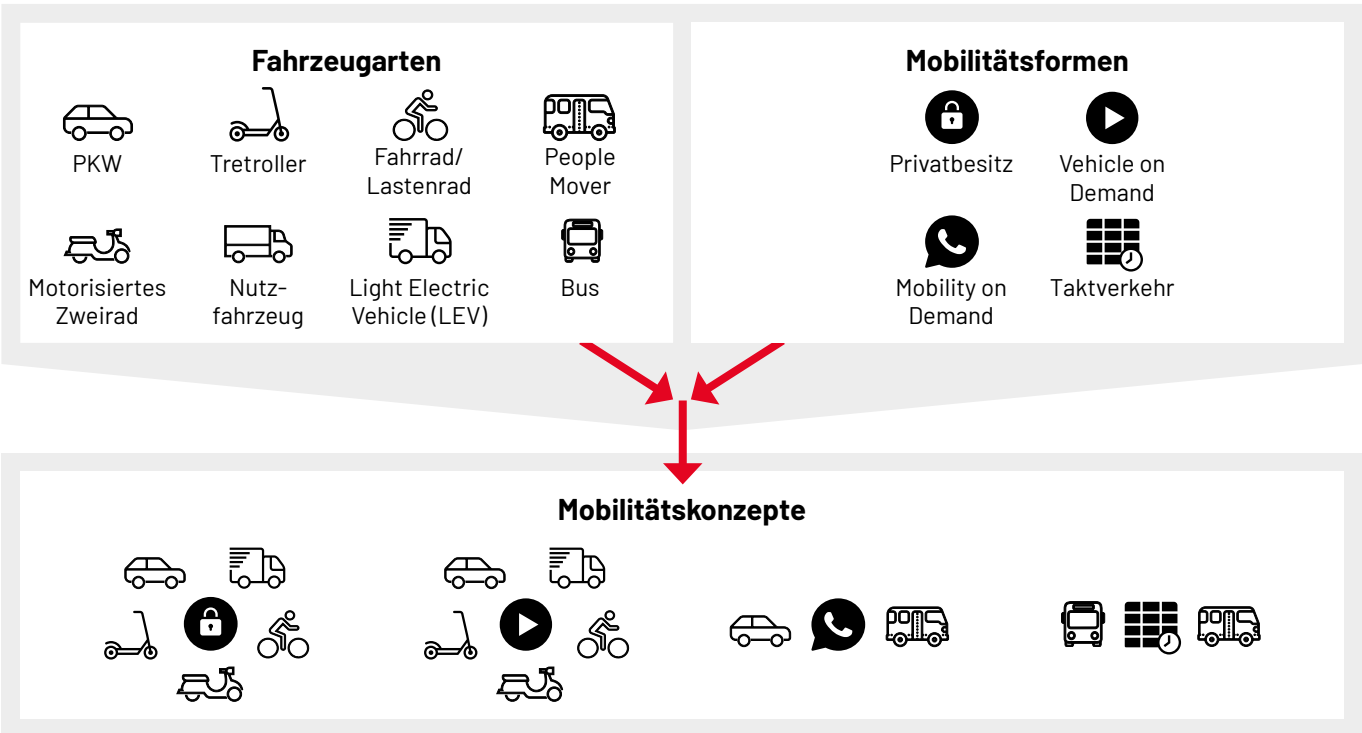 Fahrzeugarten
PKW
Tretroller
Fahrrad/
Lastenrad
People
Mover
Motorisiertes
Zweirad
Nutz-
fahrzeug
Light Electric
Vehicle (LEV)
Bus
Mobilitätsformen
Privatbesitz
Vehicle on
Demand
Mobility on
Demand
Taktverkehr
Mobilitätskonzepte